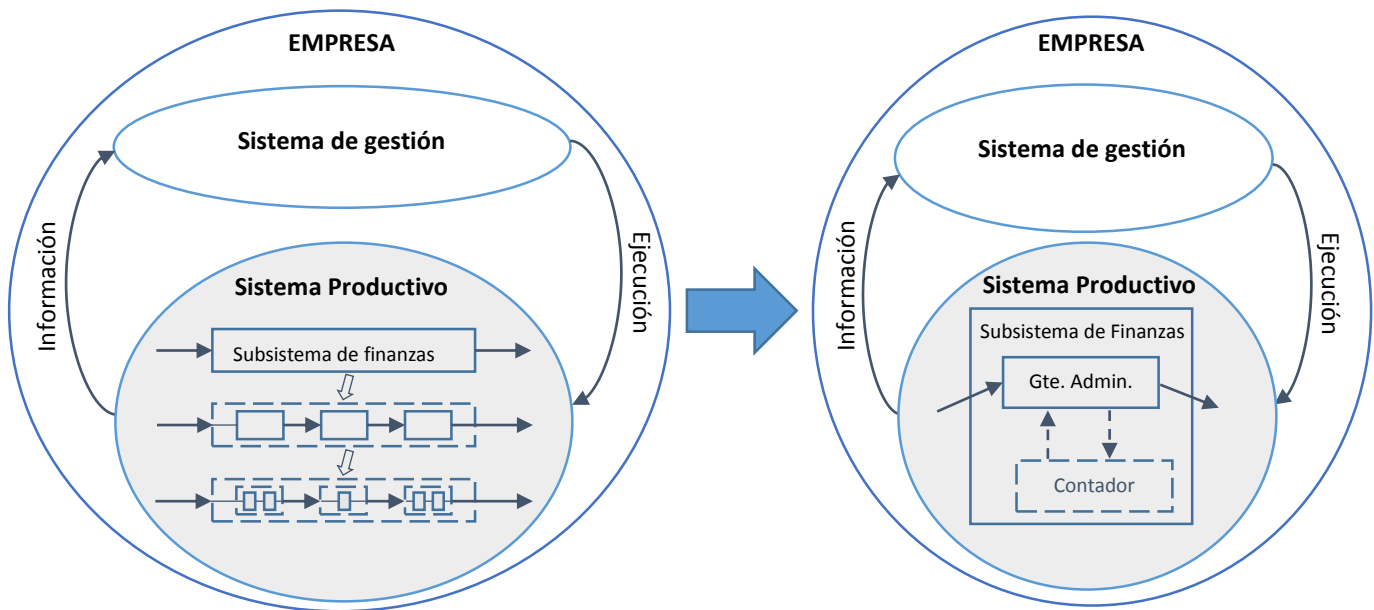 EMPRESA
Sistema de gestión
Información
Ejecución
Sistema Productivo
Subsistema de finanzas
EMPRESA
Sistema de gestión
Información
Ejecución
Sistema Productivo
Subsistema de Finanzas
Gte. Admin.
Contador